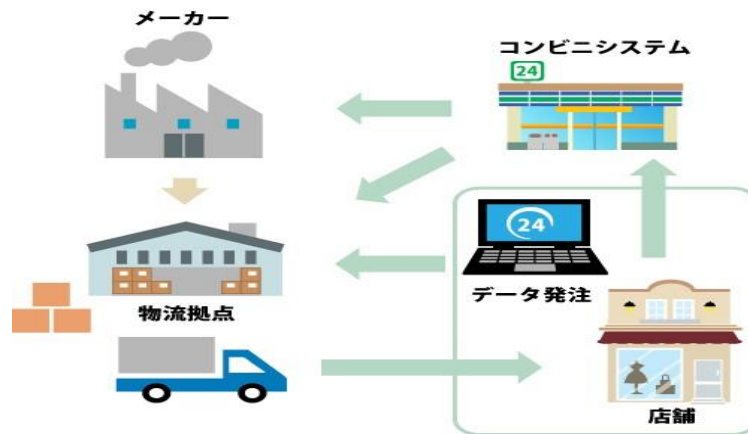 メーカー
コンビニシステム
24
24
データ発注
物流拠点
店舗